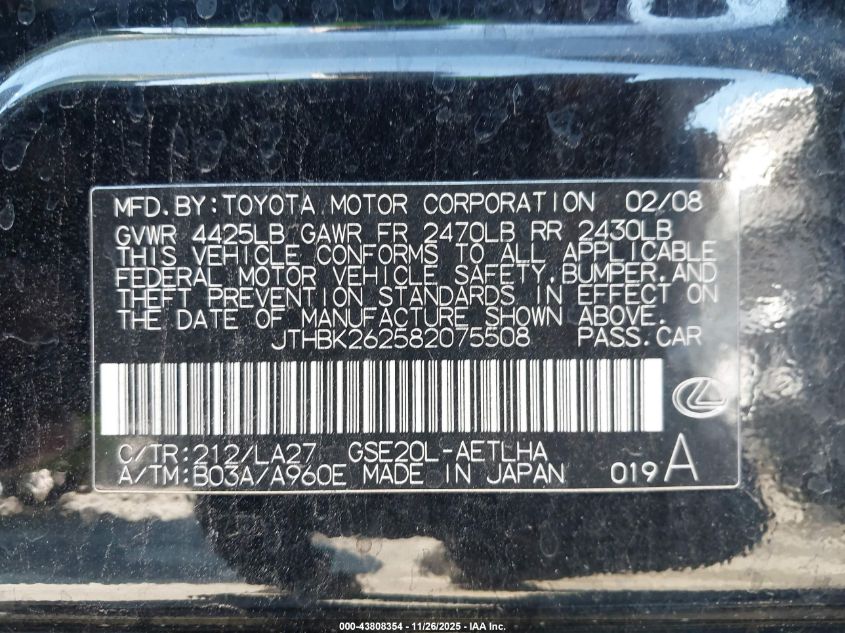 MFD.BY:TOYOTA MOTOR CORPORATION 02/08
GVWR 4425LB GAWR FR 2470LB RR 2430LB
THIS VEHICLE CONFORMS TO ALL APPLICABLE
FEDERAL MOTOR VEHICLE SAFETY,BUMPER,AND
THEFT PREVENTION STANDARDS IN EFFECT ON
THE DATE OF MANUFACTURE SHOWN ABOVE.
JTHBK262582075508 PASS.CAR
C/TR:212/LA27 GSE20L-AETLHA
A/TM:B03A/A960E MADE IN JAPAN 019A
000-43808354 - 11/26/2025 - IAA Inc.